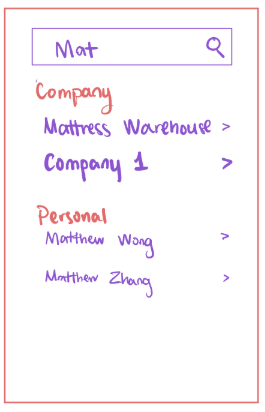 Mat
Company
Mattress Warehouse >
Company 1 >
Personal
Matthew Wong >
Matthew Zhang >